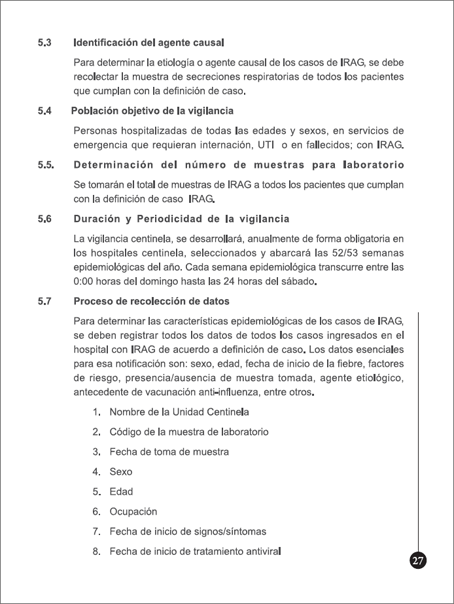 5.3 Identificación del agente causal
Para determinar la etiología o agente causal de los casos de IRAG, se debe
recolectar la muestra de secreciones respiratorias de todos los pacientes
que cumplan con la definición de caso.
5.4 Población objetivo de la vigilancia
Personas hospitalizadas de todas las edades y sexos, en servicios de
emergencia que requieran internación, UTI o en fallecidos; con IRAG.
5.5. Determinación del número de muestras para laboratorio
Se tomarán el total de muestras de IRAG a todos los pacientes que cumplan
con la definición de caso IRAG.
5.6 Duración y Periodicidad de la vigilancia
La vigilancia centinela, se desarrollará, anualmente de forma obligatoria en
los hospitales centinela, seleccionados y abarcará las 52/53 semanas
epidemiológicas del año. Cada semana epidemiológica transcurre entre las
0:00 horas del domingo hasta las 24 horas del sábado.
5.7 Proceso de recolección de datos
Para determinar las características epidemiológicas de los casos de IRAG,
se deben registrar todos los datos de todos los casos ingresados en el
hospital con IRAG de acuerdo a definición de caso. Los datos esenciales
para esa notificación son: sexo, edad, fecha de inicio de la fiebre, factores
de riesgo, presencia/ausencia de muestra tomada, agente etiológico,
antecedente de vacunación anti-influenza, entre otros.
1. Nombre de la Unidad Centinela
2. Código de la muestra de laboratorio
3. Fecha de toma de muestra
4. Sexo
5. Edad
6. Ocupación
7. Fecha de inicio de signos/síntomas
8. Fecha de inicio de tratamiento antiviral
27